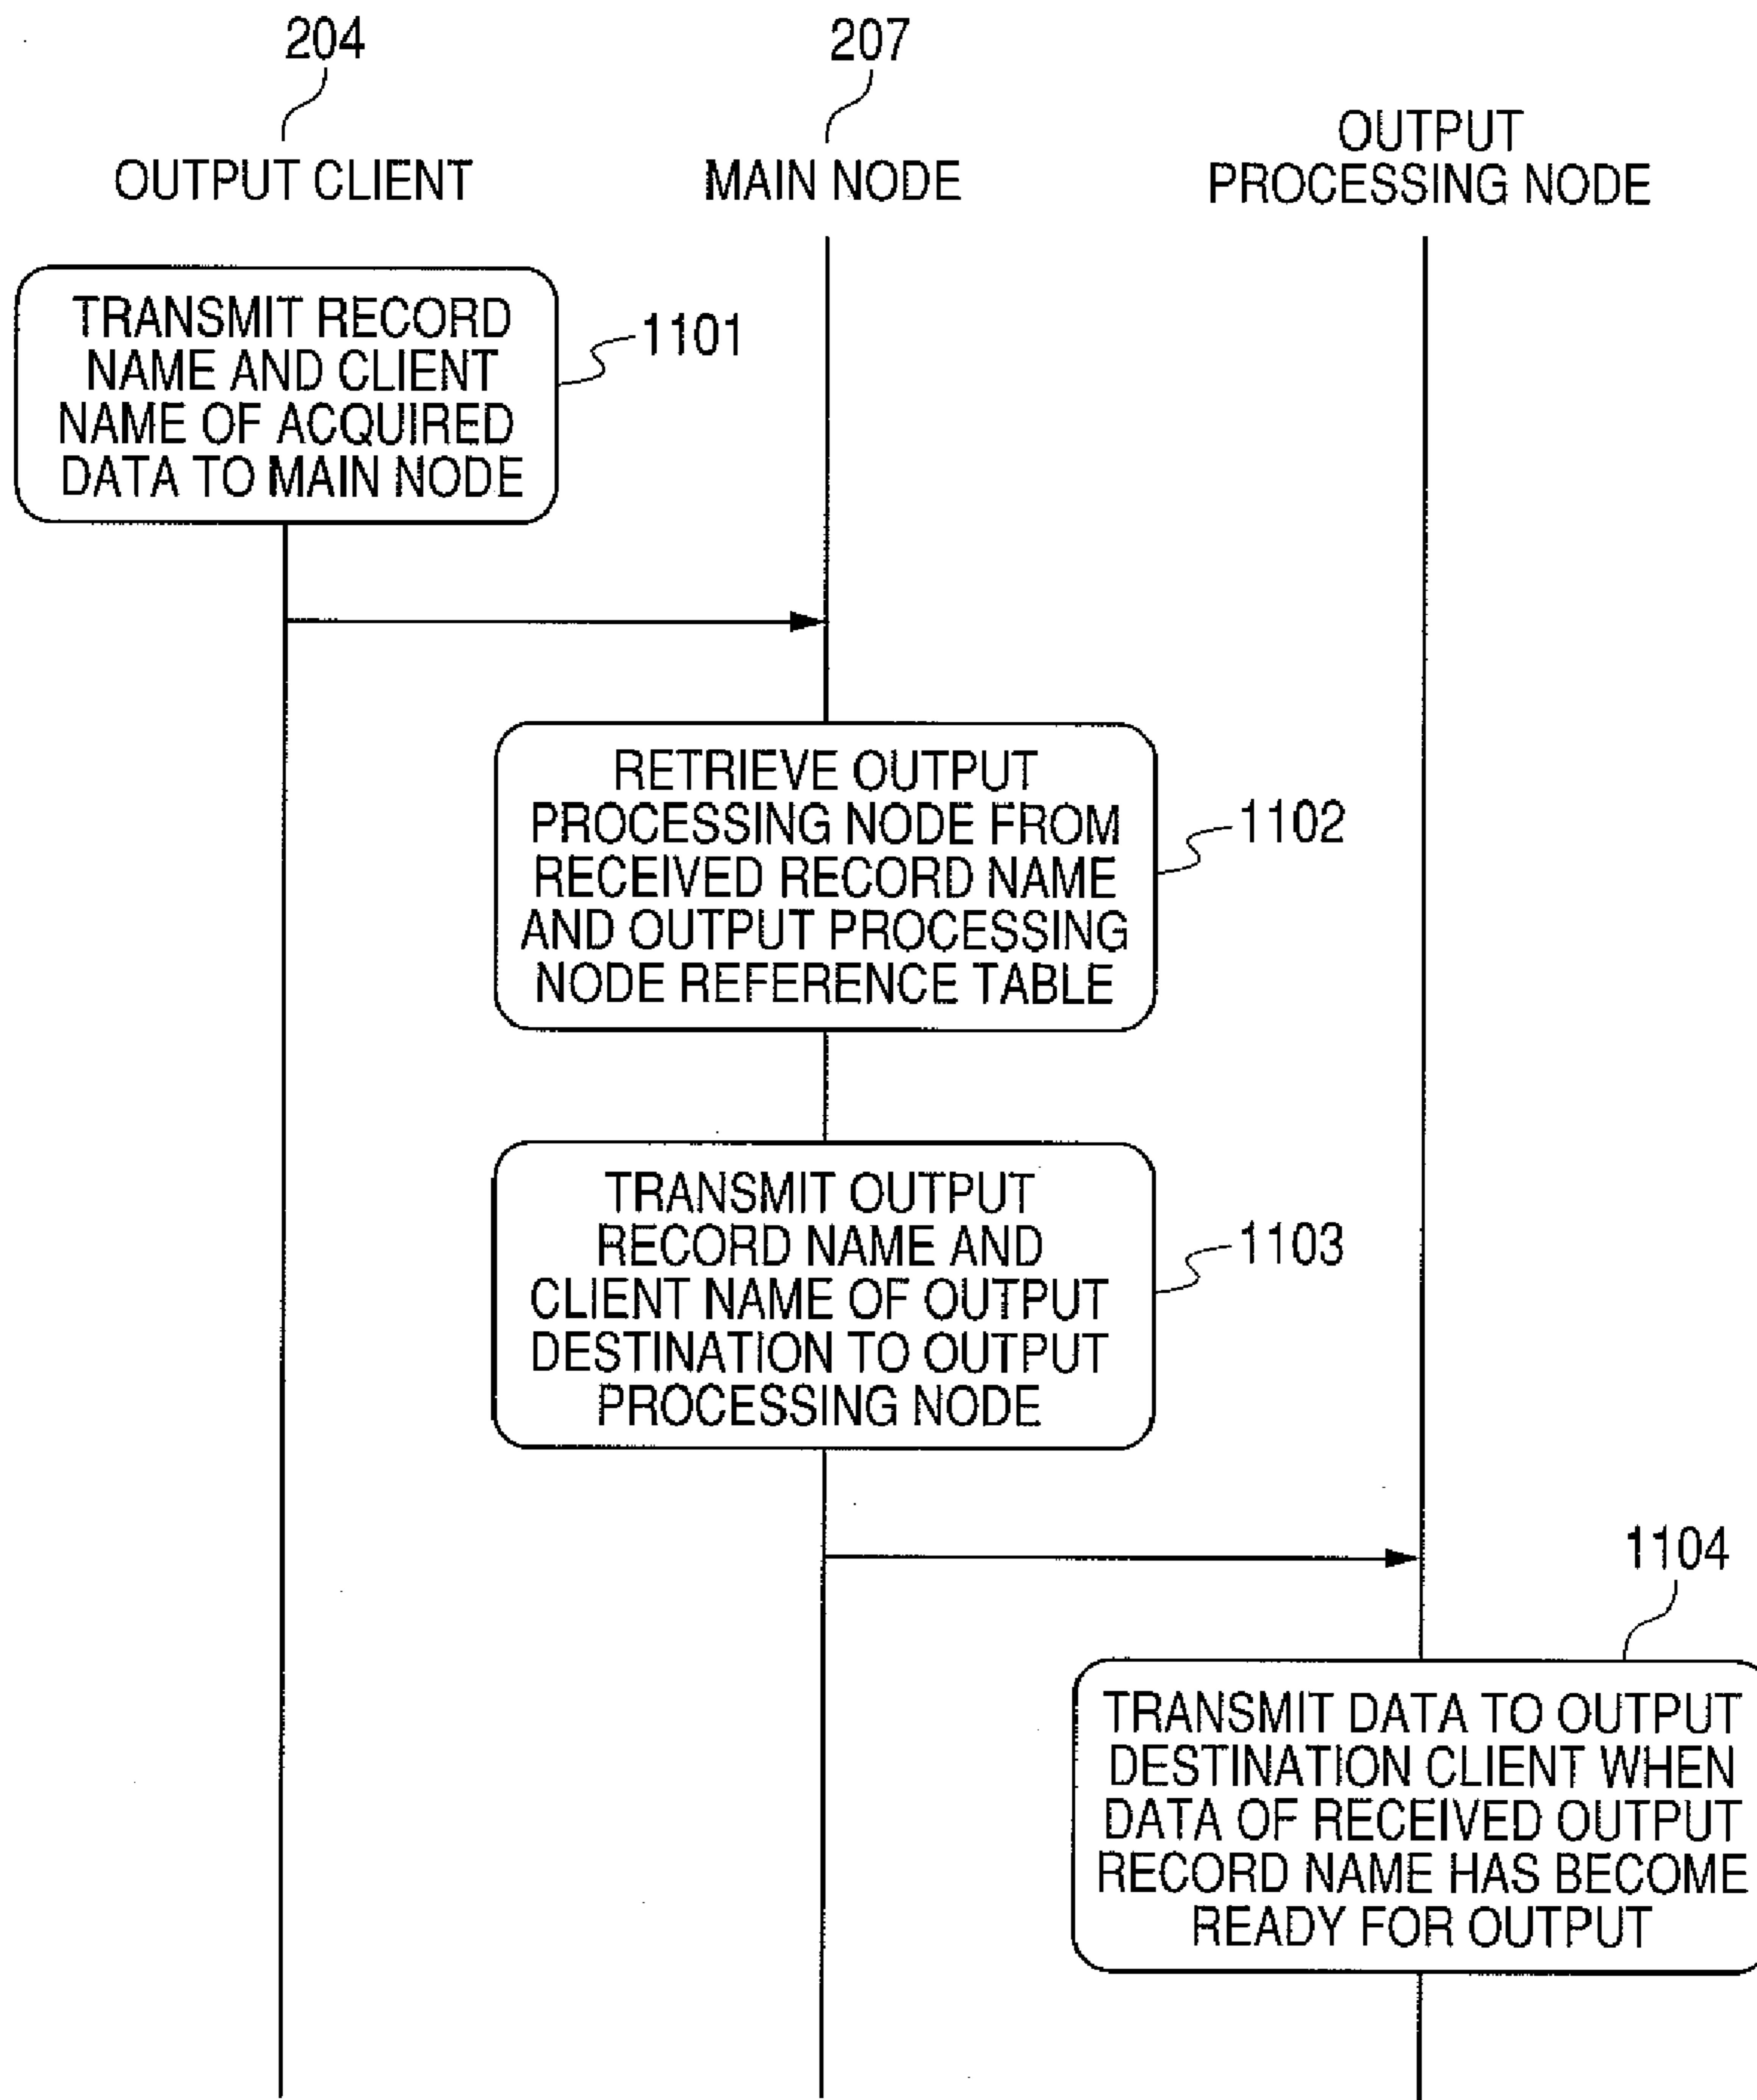 204
207
OUTPUT CLIENT
MAIN NODE
OUTPUT
PROCESSING NODE
TRANSMIT RECORD
NAME AND CLIENT
NAME OF ACQUIRED
DATA TO MAIN NODE
1101
RETRIEVE OUTPUT
PROCESSING NODE FROM
RECEIVED RECORD NAME
AND OUTPUT PROCESSING
NODE REFERENCE TABLE
1102
TRANSMIT OUTPUT
RECORD NAME AND
CLIENT NAME OF OUTPUT
DESTINATION TO OUTPUT
PROCESSING NODE
1103
1104
TRANSMIT DATA TO OUTPUT
DESTINATION CLIENT WHEN
DATA OF RECEIVED OUTPUT
RECORD NAME HAS BECOME
READY FOR OUTPUT